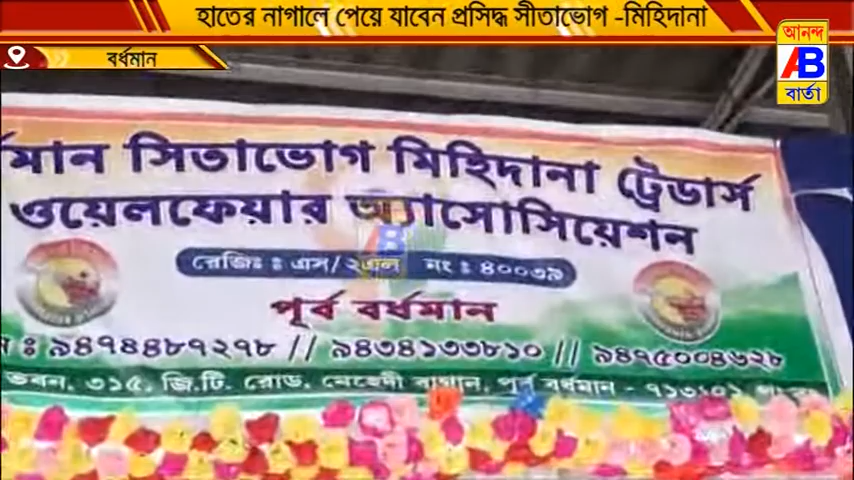 হাতের নাগালে পেয়ে যাবেন প্রসিদ্ধ সীতাভোগ -মিহিদানা
বর্ধমান
আনন্দ
AB
বার্তা
সিতাভোগ মিহিদানা ট্রেডার্স
ওয়েলফেয়ার অ্যাসোসিয়েশন
রেজিঃ : এস/২এল নং : ৪০০৩৯
পূর্ব বর্ধমান
৯৪৭৪৪৮৭২৭৮ // ৯৪৩৪১৩৩৮১০ // ৯৪৭৫০০৪৬২৮
ভবন, ৩১৫, জি.টি. রোড, মেহেদী বাগান, পূর্ব বর্ধমান - ৭১৩১০১